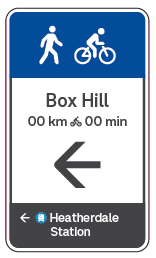 Box Hill
00 km 00 min
Heatherdale
Station